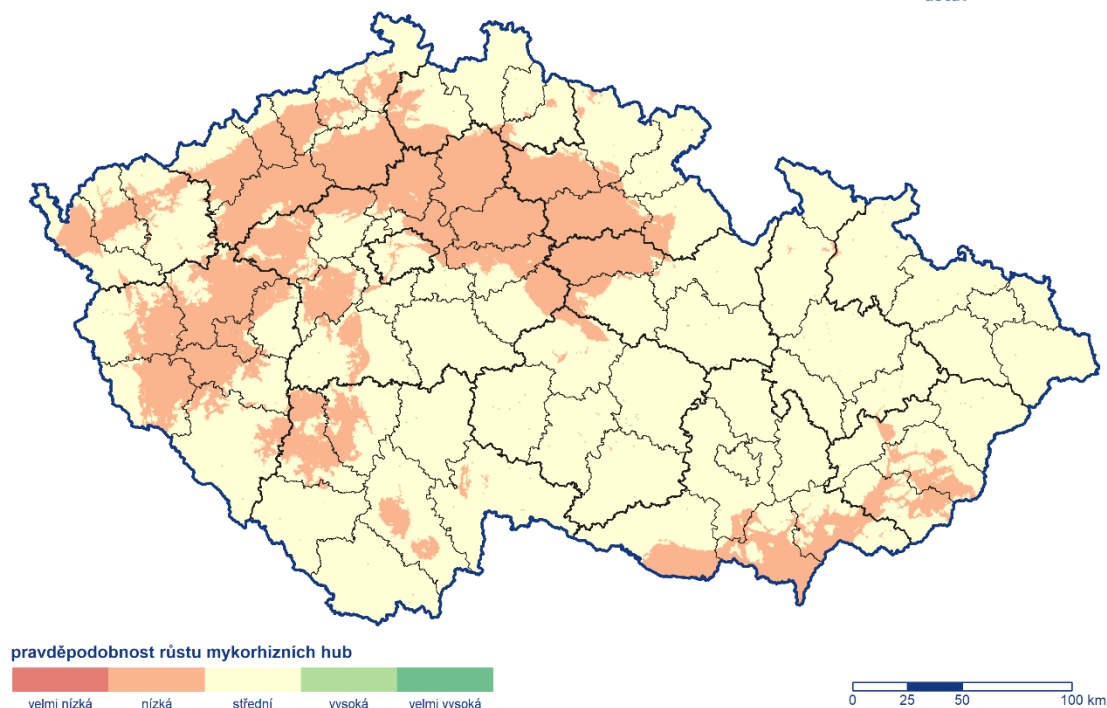 pravděpodobnost růstu mykorhizních hub
velmi nízká nízká střední vysoká velmi vysoká
0 25 50 100 km